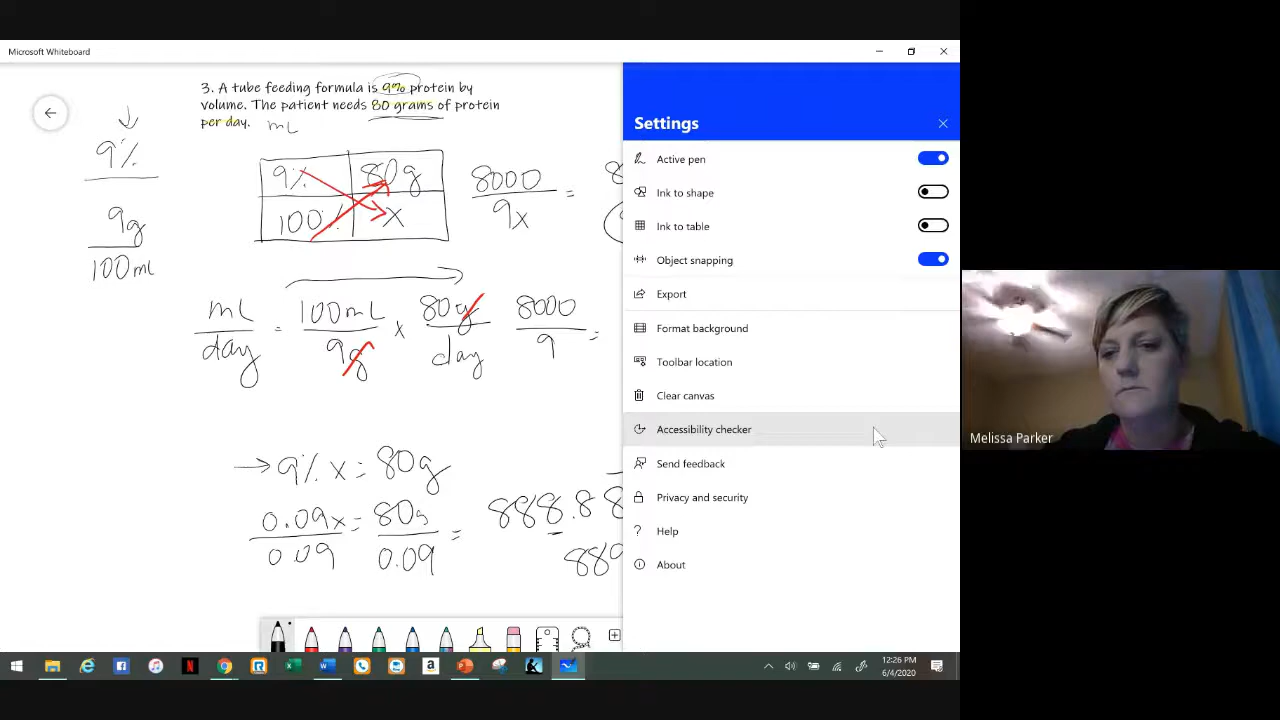 Microsoft Whiteboard
3. A tube feeding formula is 9% protein by
volume. The patient needs 80 grams of protein
per day.
mL
9%
9g
100mL
9% 80g
100% x
8000
9x
=
8
mL
day
=
100mL
9g
x
80g
day
8000
9
=
→ 9% x = 80g
0.09x = 80g
0.09 0.09
=
888.88
889
Settings
Active pen
Ink to shape
Ink to table
Object snapping
Export
Format background
Toolbar location
Clear canvas
Accessibility checker
Send feedback
Privacy and security
Help
About
Melissa Parker
12:26 PM
6/4/2020